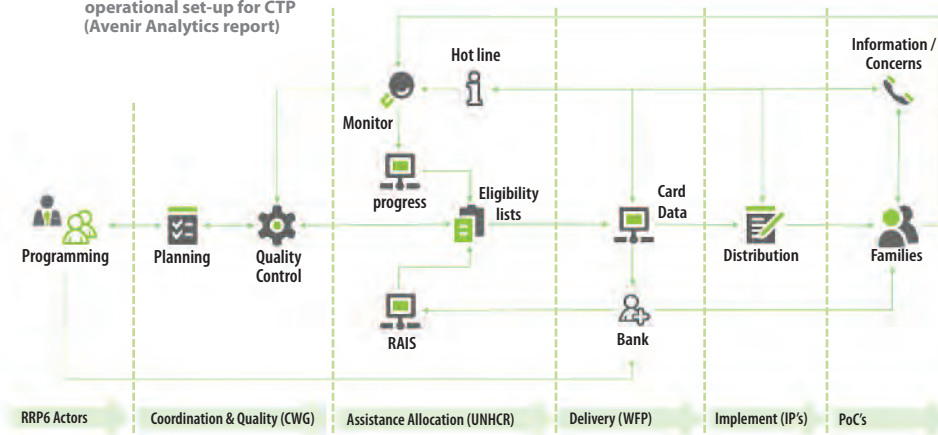 operational set-up for CTP
(Avenir Analytics report)
Information /
Concerns
Hot line
Monitor
progress
Eligibility
lists
Card
Data
Programming
Planning
Quality
Control
Distribution
Families
RAIS
Bank
RRP6 Actors
Coordination & Quality (CWG)
Assistance Allocation (UNHCR)
Delivery (WFP)
Implement (IP's)
PoC's